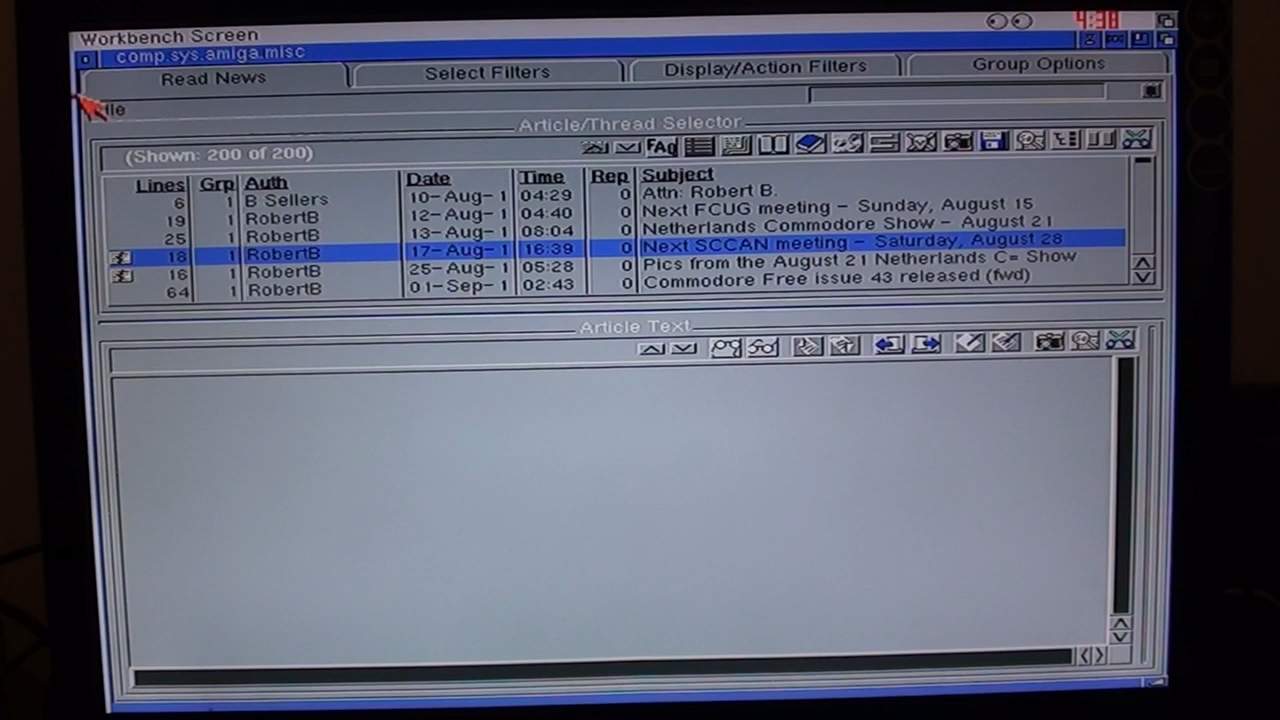 Workbench Screen 4:38
comp.sys.amiga.misc
Read News Select Filters Display/Action Filters Group Options
Article/Thread Selector
(Shown: 200 of 200) FAQ
Lines Grp Auth Date Time Rep Subject
6 1 B Sellers 10-Aug-1 04:29 0 Attn: Robert B.
19 1 RobertB 12-Aug-1 04:40 0 Next FCUG meeting - Sunday, August 15
25 1 RobertB 13-Aug-1 08:04 0 Netherlands Commodore Show - August 21
18 1 RobertB 17-Aug-1 16:39 0 Next SCCAN meeting - Saturday, August 28
16 1 RobertB 25-Aug-1 05:28 0 Pics from the August 21 Netherlands C= Show
64 1 RobertB 01-Sep-1 02:43 0 Commodore Free issue 43 released (fwd)
Article Text